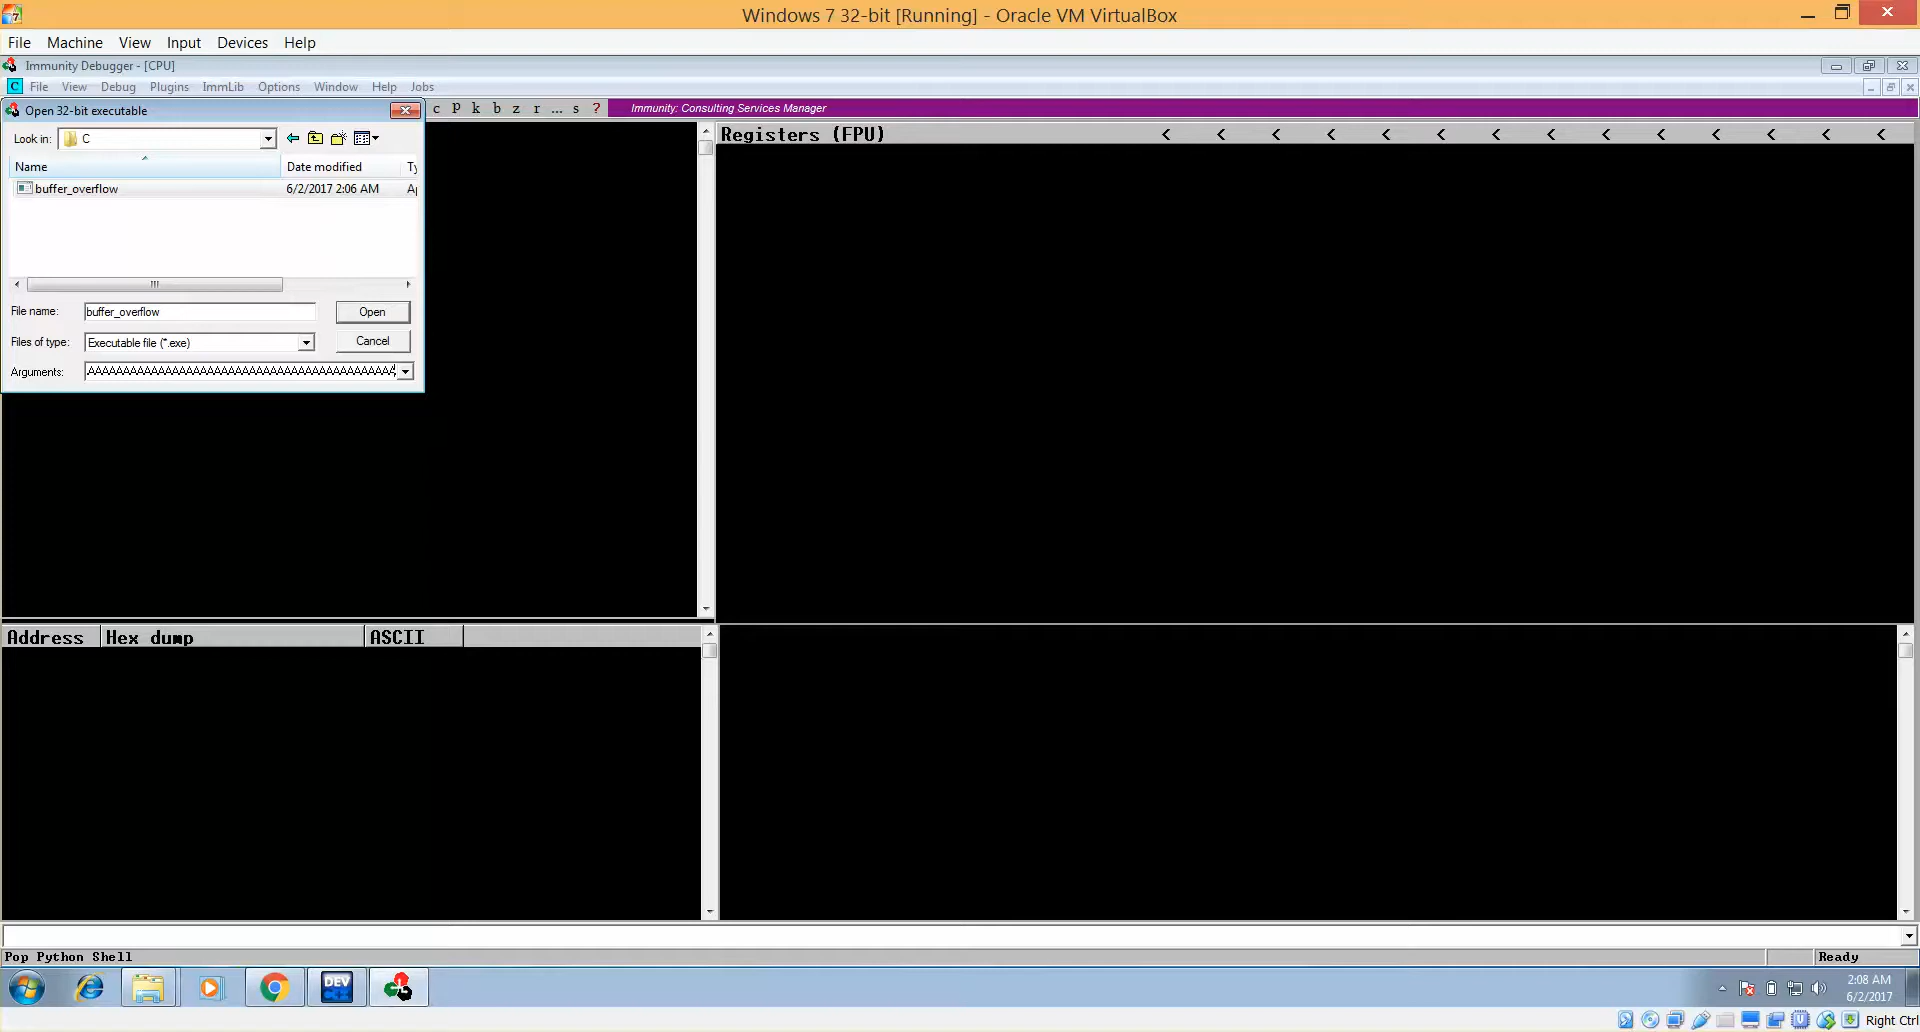 Windows 7 32-bit [Running] - Oracle VM VirtualBox
File Machine View Input Devices Help
Immunity Debugger - [CPU]
C File View Debug Plugins ImmLib Options Window Help Jobs
Open 32-bit executable
c p k b z r ... s ? Immunity: Consulting Services Manager
Look in: C
Registers (FPU) < < < < < < < < < < < < < <
Name Date modified Ty
buffer_overflow 6/2/2017 2:06 AM
File name: buffer_overflow Open
Files of type: Executable file (*.exe) Cancel
Arguments:
Address Hex dump ASCII
Pop Python Shell Ready
DEV
2:08 AM
6/2/2017
Right Ctrl